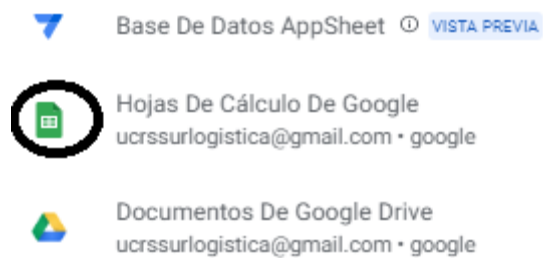 Base De Datos AppSheet VISTA PREVIA
Hojas De Cálculo De Google
ucrssurlogistica@gmail.com • google
Documentos De Google Drive
ucrssurlogistica@gmail.com • google